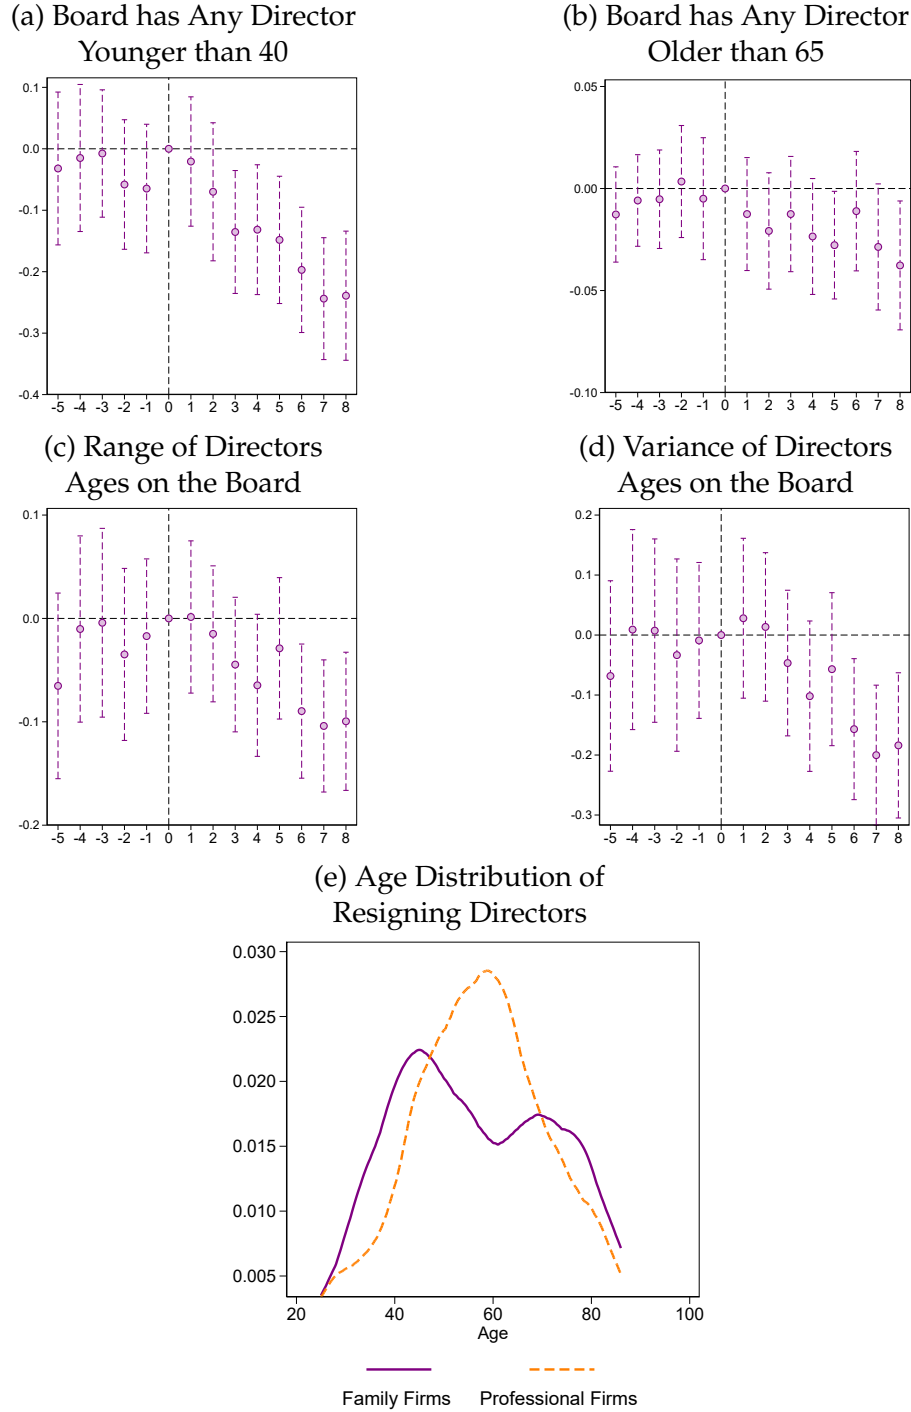 (a) Board has Any Director
Younger than 40
(b) Board has Any Director
Older than 65
0.1
0.0
-0.1
-0.2
-0.3
-0.4
-5 -4 -3 -2 -1 0 1 2 3 4 5 6 7 8
0.05
0.00
-0.05
-0.10
-5 -4 -3 -2 -1 0 1 2 3 4 5 6 7 8
(c) Range of Directors
Ages on the Board
(d) Variance of Directors
Ages on the Board
0.1
0.0
-0.1
-0.2
-5 -4 -3 -2 -1 0 1 2 3 4 5 6 7 8
0.2
0.1
0.0
-0.1
-0.2
-0.3
-5 -4 -3 -2 -1 0 1 2 3 4 5 6 7 8
(e) Age Distribution of
Resigning Directors
0.030
0.025
0.020
0.015
0.010
0.005
20 40 60 80 100
Age
Family Firms Professional Firms